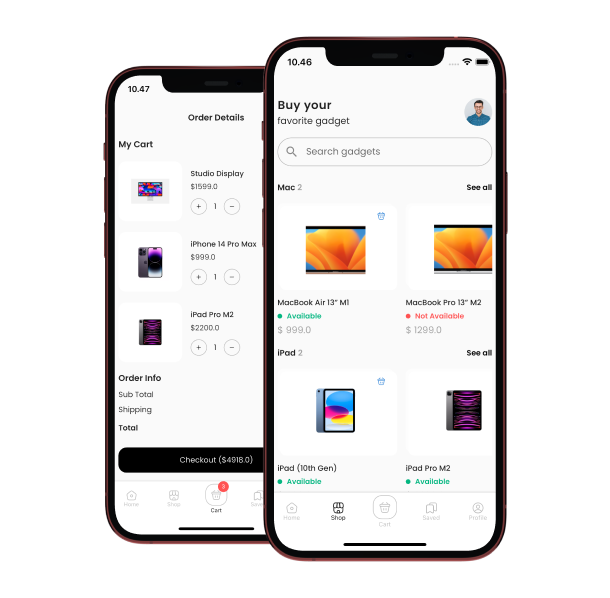 10.47
Order Details
My Cart
Studio Display
$1599.0
+ 1 −
iPhone 14 Pro Max
$999.0
+ 1 −
iPad Pro M2
$2200.0
+ 1 −
Order Info
Sub Total
Shipping
Total
Checkout ($4918.0)
3
Home
Shop
Cart
10.46
Buy your
favorite gadget
Search gadgets
Mac 2
See all
MacBook Air 13” M1
Available
$ 999.0
MacBook Pro 13” M2
Not Available
$ 1299.0
iPad 2
See all
iPad (10th Gen)
Available
iPad Pro M2
Available
Home
Shop
Cart
Saved
Profile